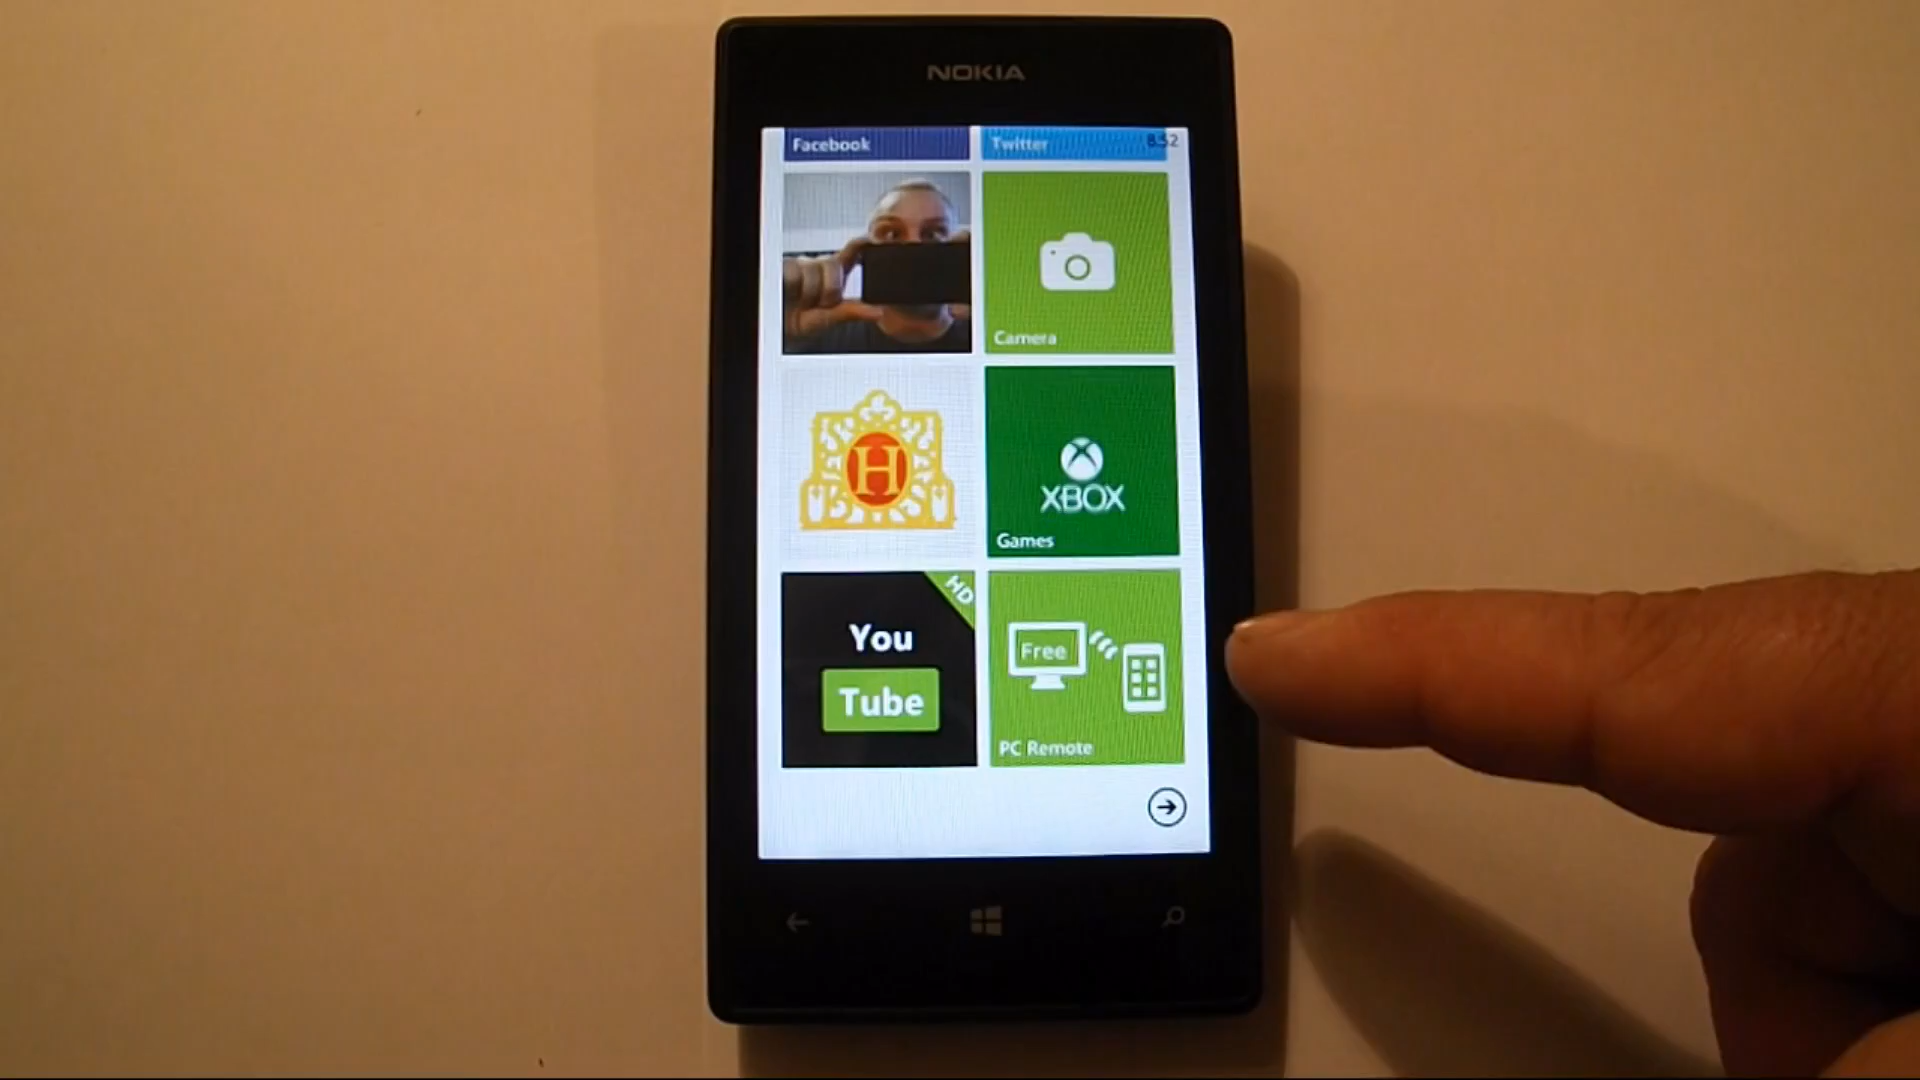 NOKIA
Facebook
Twitter
8:52
Camera
H
XBOX
Games
HD
You
Tube
Free
PC Remote